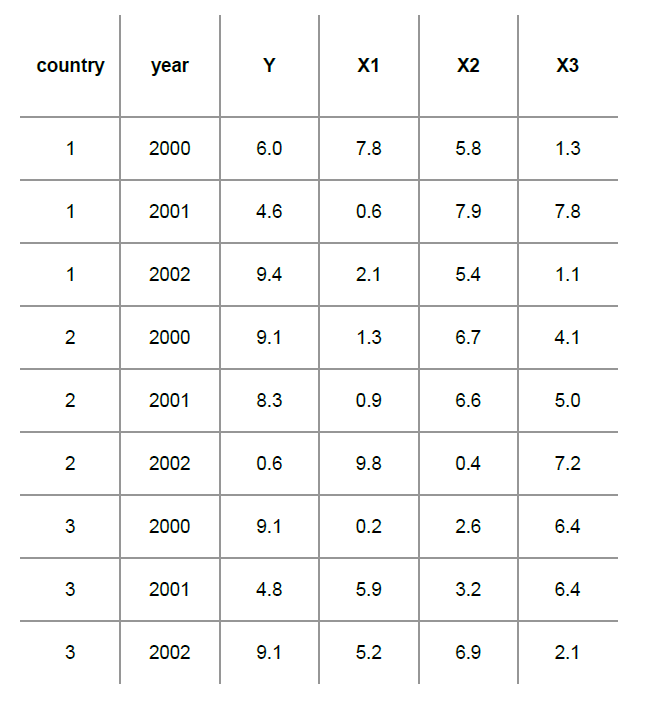 country year Y X1 X2 X3
1 2000 6.0 7.8 5.8 1.3
1 2001 4.6 0.6 7.9 7.8
1 2002 9.4 2.1 5.4 1.1
2 2000 9.1 1.3 6.7 4.1
2 2001 8.3 0.9 6.6 5.0
2 2002 0.6 9.8 0.4 7.2
3 2000 9.1 0.2 2.6 6.4
3 2001 4.8 5.9 3.2 6.4
3 2002 9.1 5.2 6.9 2.1